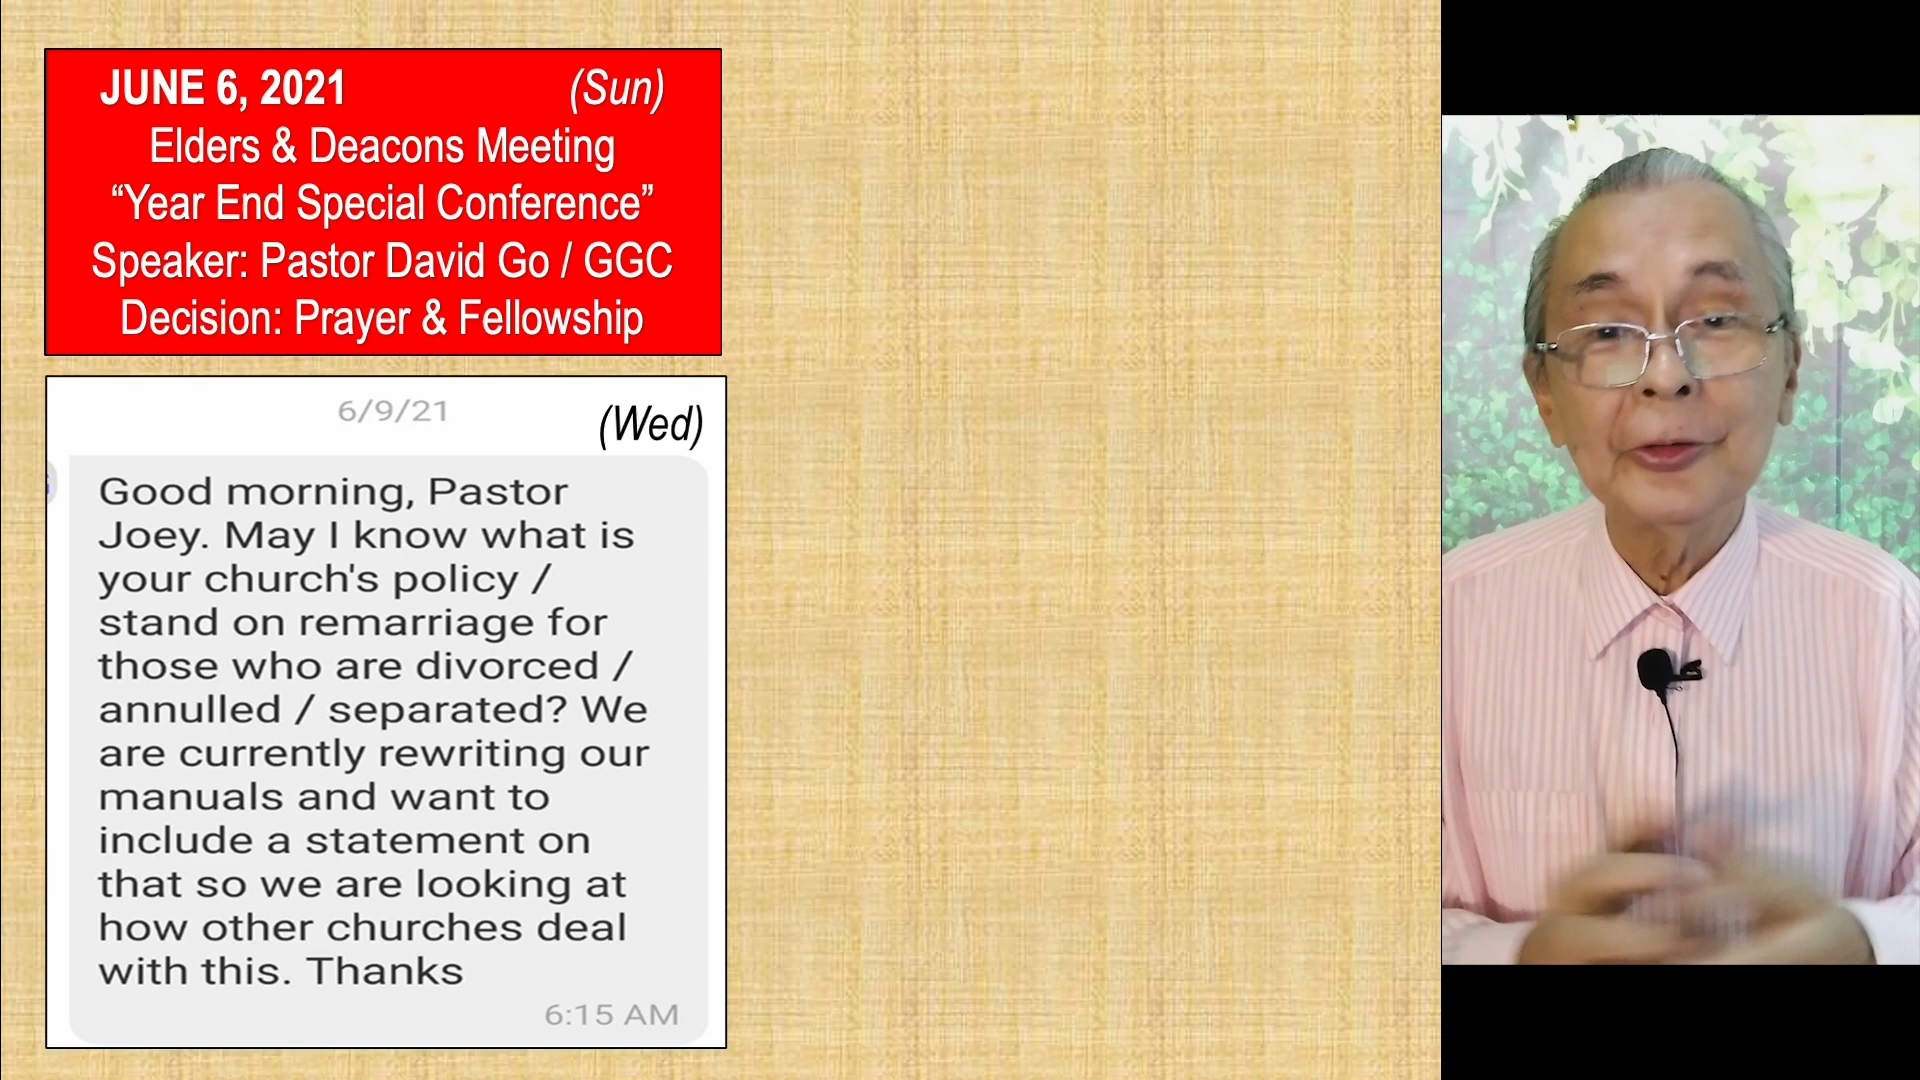 JUNE 6, 2021 (Sun)
Elders & Deacons Meeting
“Year End Special Conference”
Speaker: Pastor David Go / GGC
Decision: Prayer & Fellowship
6/9/21 (Wed)
Good morning, Pastor
Joey. May I know what is
your church's policy /
stand on remarriage for
those who are divorced /
annulled / separated? We
are currently rewriting our
manuals and want to
include a statement on
that so we are looking at
how other churches deal
with this. Thanks
6:15 AM